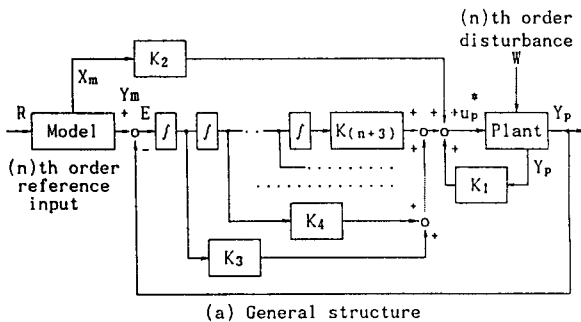 (n)th order
disturbance
W
K2
Xm
Ym
R
Model
+
E
-
∫
∫
...
∫
K(n+3)
+
+
+
+
+
up*
Plant
Yp
(n)th order
reference
input
K1
Yp
+
K4
+
+
K3
(a) General structure